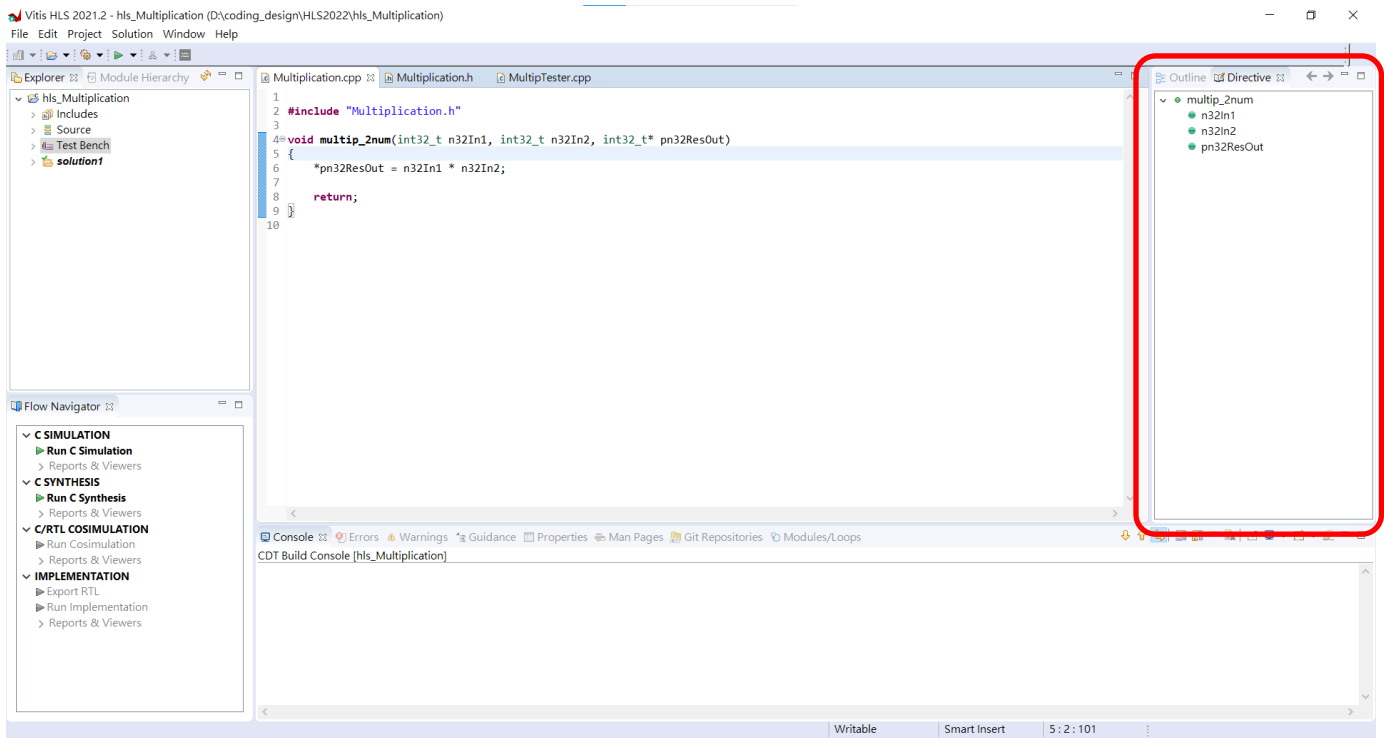 Vitis HLS 2021.2 - hls_Multiplication (D:\coding_design\HLS2022\hls_Multiplication)
File Edit Project Solution Window Help
Explorer Module Hierarchy
hls_Multiplication
Includes
Source
Test Bench
solution1
Multiplication.cpp Multiplication.h MultipTester.cpp
1
2 #include "Multiplication.h"
3
4 void multip_2num(int32_t n32In1, int32_t n32In2, int32_t* pn32ResOut)
5 {
6 *pn32ResOut = n32In1 * n32In2;
7
8 return;
9 }
10
Outline Directive
multip_2num
n32In1
n32In2
pn32ResOut
Flow Navigator
C SIMULATION
Run C Simulation
Reports & Viewers
C SYNTHESIS
Run C Synthesis
Reports & Viewers
C/RTL COSIMULATION
Run Cosimulation
Reports & Viewers
IMPLEMENTATION
Export RTL
Run Implementation
Reports & Viewers
Console Errors Warnings Guidance Properties Man Pages Git Repositories Modules/Loops
CDT Build Console [hls_Multiplication]
Writable Smart Insert 5 : 2 : 101